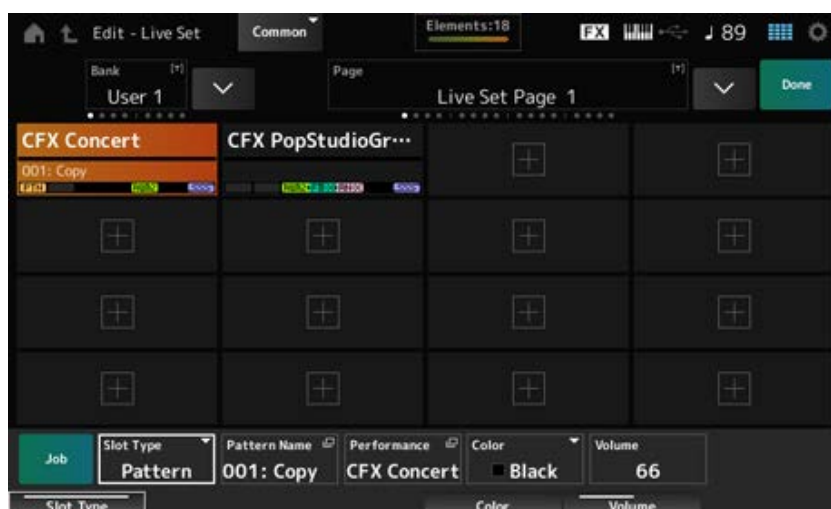 Edit - Live Set
Common
Elements:18
FX
♩ 89
Bank
User 1
Page
Live Set Page 1
Done
CFX Concert
CFX PopStudioGr···
001: Copy
PTN
Job
Slot Type
Pattern
Pattern Name
001: Copy
Performance
CFX Concert
Color
Black
Volume
66
Slot Type
Color
Volume